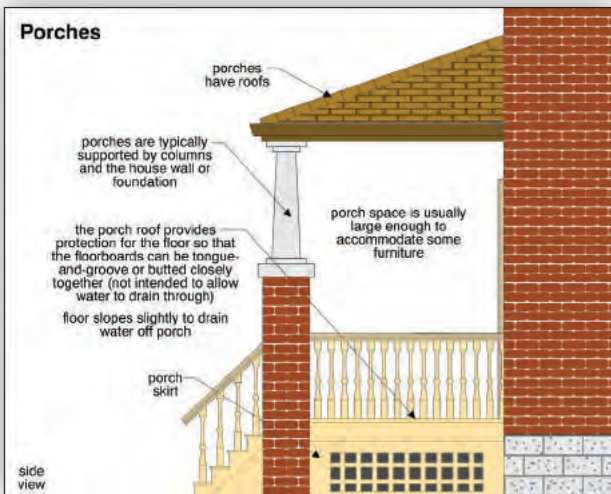 Porches
porches
have roofs
porches are typically
supported by columns
and the house wall or
foundation
porch space is usually
large enough to
accommodate some
furniture
the porch roof provides
protection for the floor so that
the floorboards can be tongue-
and-groove or butted closely
together (not intended to allow
water to drain through)
floor slopes slightly to drain
water off porch
porch
skirt
side
view